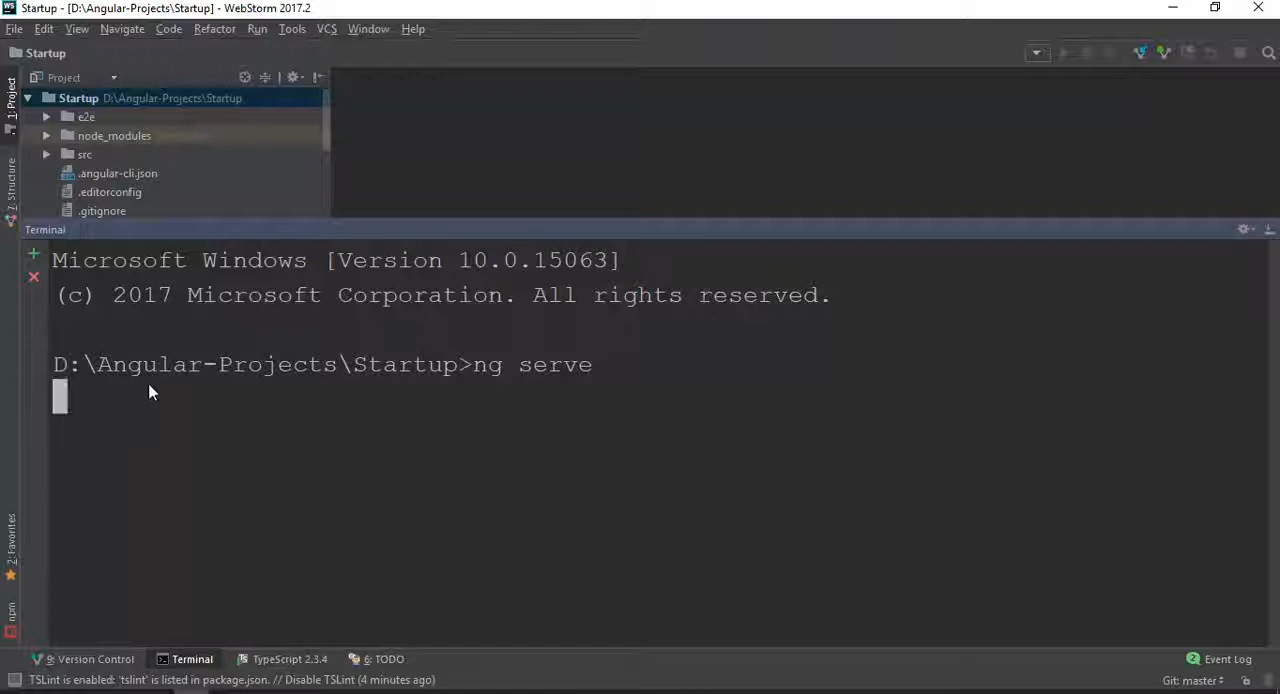 WS Startup - [D:\Angular-Projects\Startup] - WebStorm 2017.2
File Edit View Navigate Code Refactor Run Tools VCS Window Help
Startup
Project
Startup D:\Angular-Projects\Startup
e2e
node_modules
src
.angular-cli.json
.editorconfig
.gitignore
1: Project
7: Structure
2: Favorites
npm
Terminal
Microsoft Windows [Version 10.0.15063]
(c) 2017 Microsoft Corporation. All rights reserved.
D:\Angular-Projects\Startup>ng serve
9: Version Control Terminal TypeScript 2.3.4 6: TODO 2 Event Log
TSLint is enabled: 'tslint' is listed in package.json. // Disable TSLint (4 minutes ago) Git: master